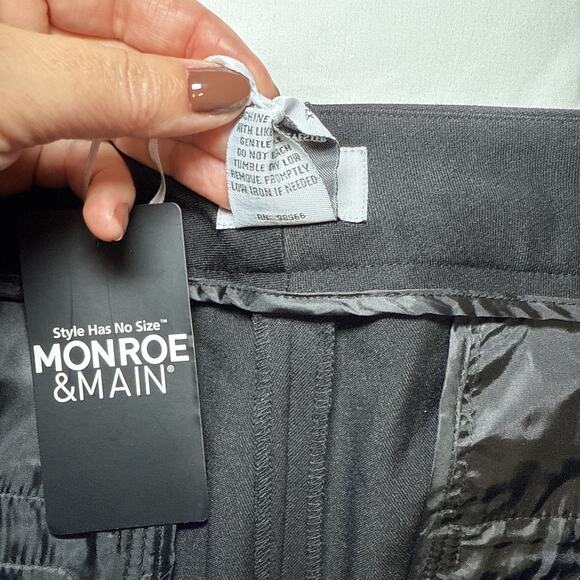 Style Has No Size™
MONROE
&MAIN®
MACHINE
WITH LIKE
GENTLE
DO NOT
TUMBLE DRY LOW
REMOVE PROMPTLY
LOW IRON IF NEEDED
RN: 98966